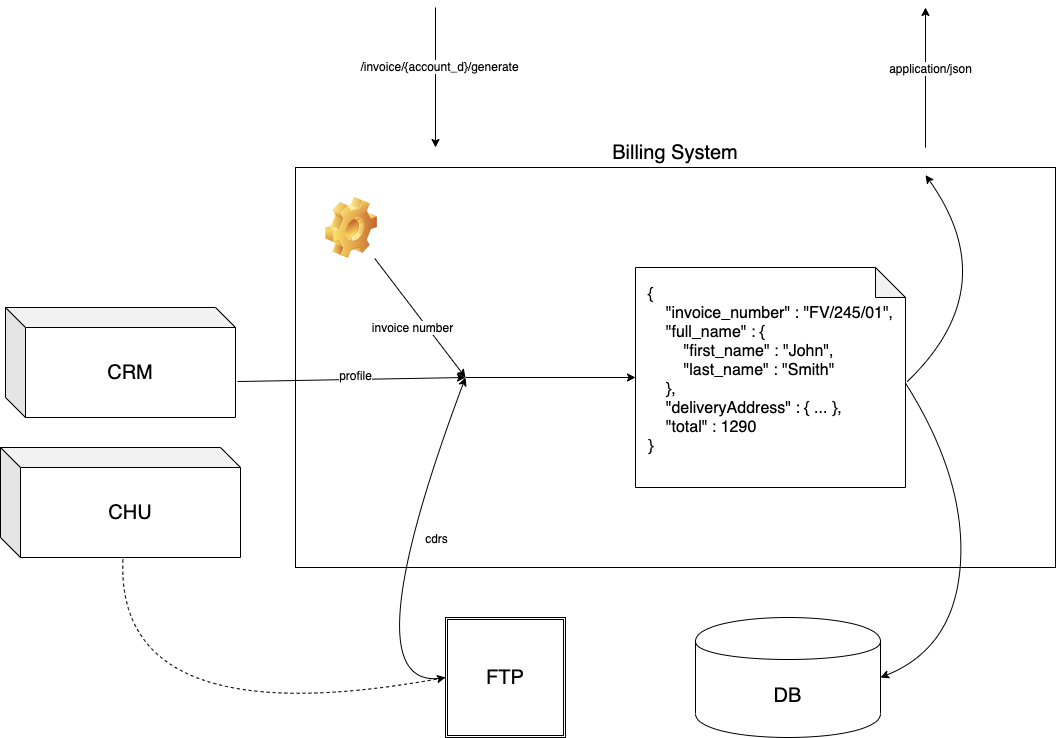 /invoice/{account_d}/generate
application/json
Billing System
invoice number
CRM
profile
{
"invoice_number" : "FV/245/01",
"full_name" : {
"first_name" : "John",
"last_name" : "Smith"
},
"deliveryAddress" : { ... },
"total" : 1290
}
CHU
cdrs
FTP
DB